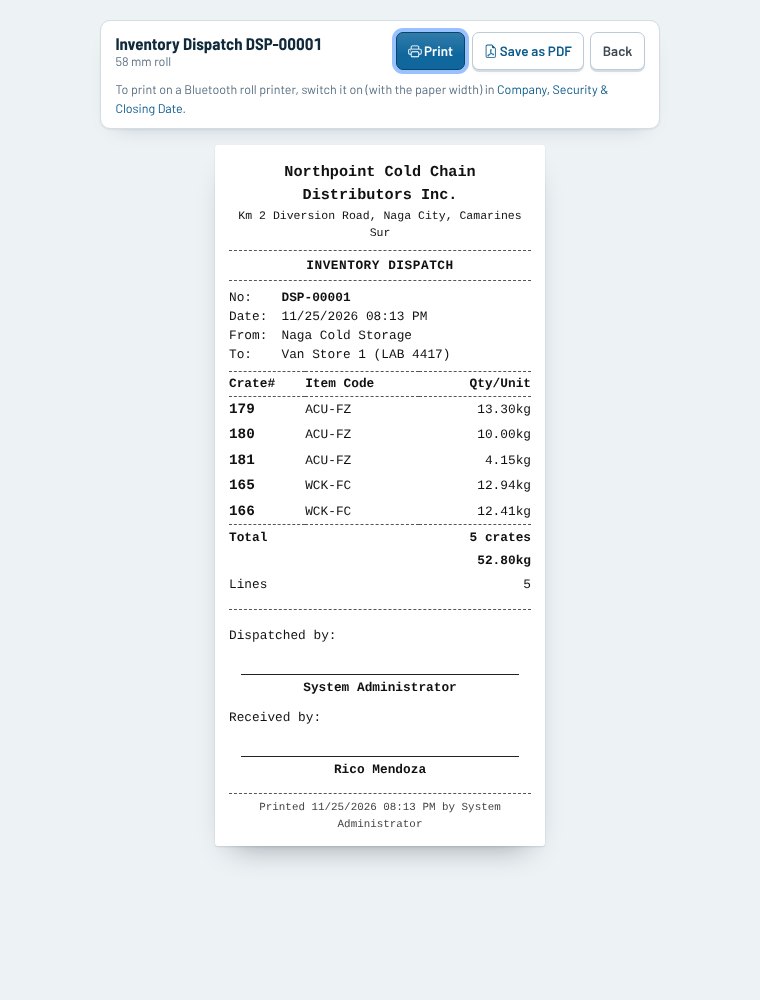 Inventory Dispatch DSP-00001
58 mm roll
Print
Save as PDF
Back
To print on a Bluetooth roll printer, switch it on (with the paper width) in Company, Security &
Closing Date.
Northpoint Cold Chain
Distributors Inc.
Km 2 Diversion Road, Naga City, Camarines
Sur
INVENTORY DISPATCH
No: DSP-00001
Date: 11/25/2026 08:13 PM
From: Naga Cold Storage
To: Van Store 1 (LAB 4417)
Crate# Item Code Qty/Unit
179 ACU-FZ 13.30kg
180 ACU-FZ 10.00kg
181 ACU-FZ 4.15kg
165 WCK-FC 12.94kg
166 WCK-FC 12.41kg
Total 5 crates
52.80kg
Lines 5
Dispatched by:
System Administrator
Received by:
Rico Mendoza
Printed 11/25/2026 08:13 PM by System
Administrator